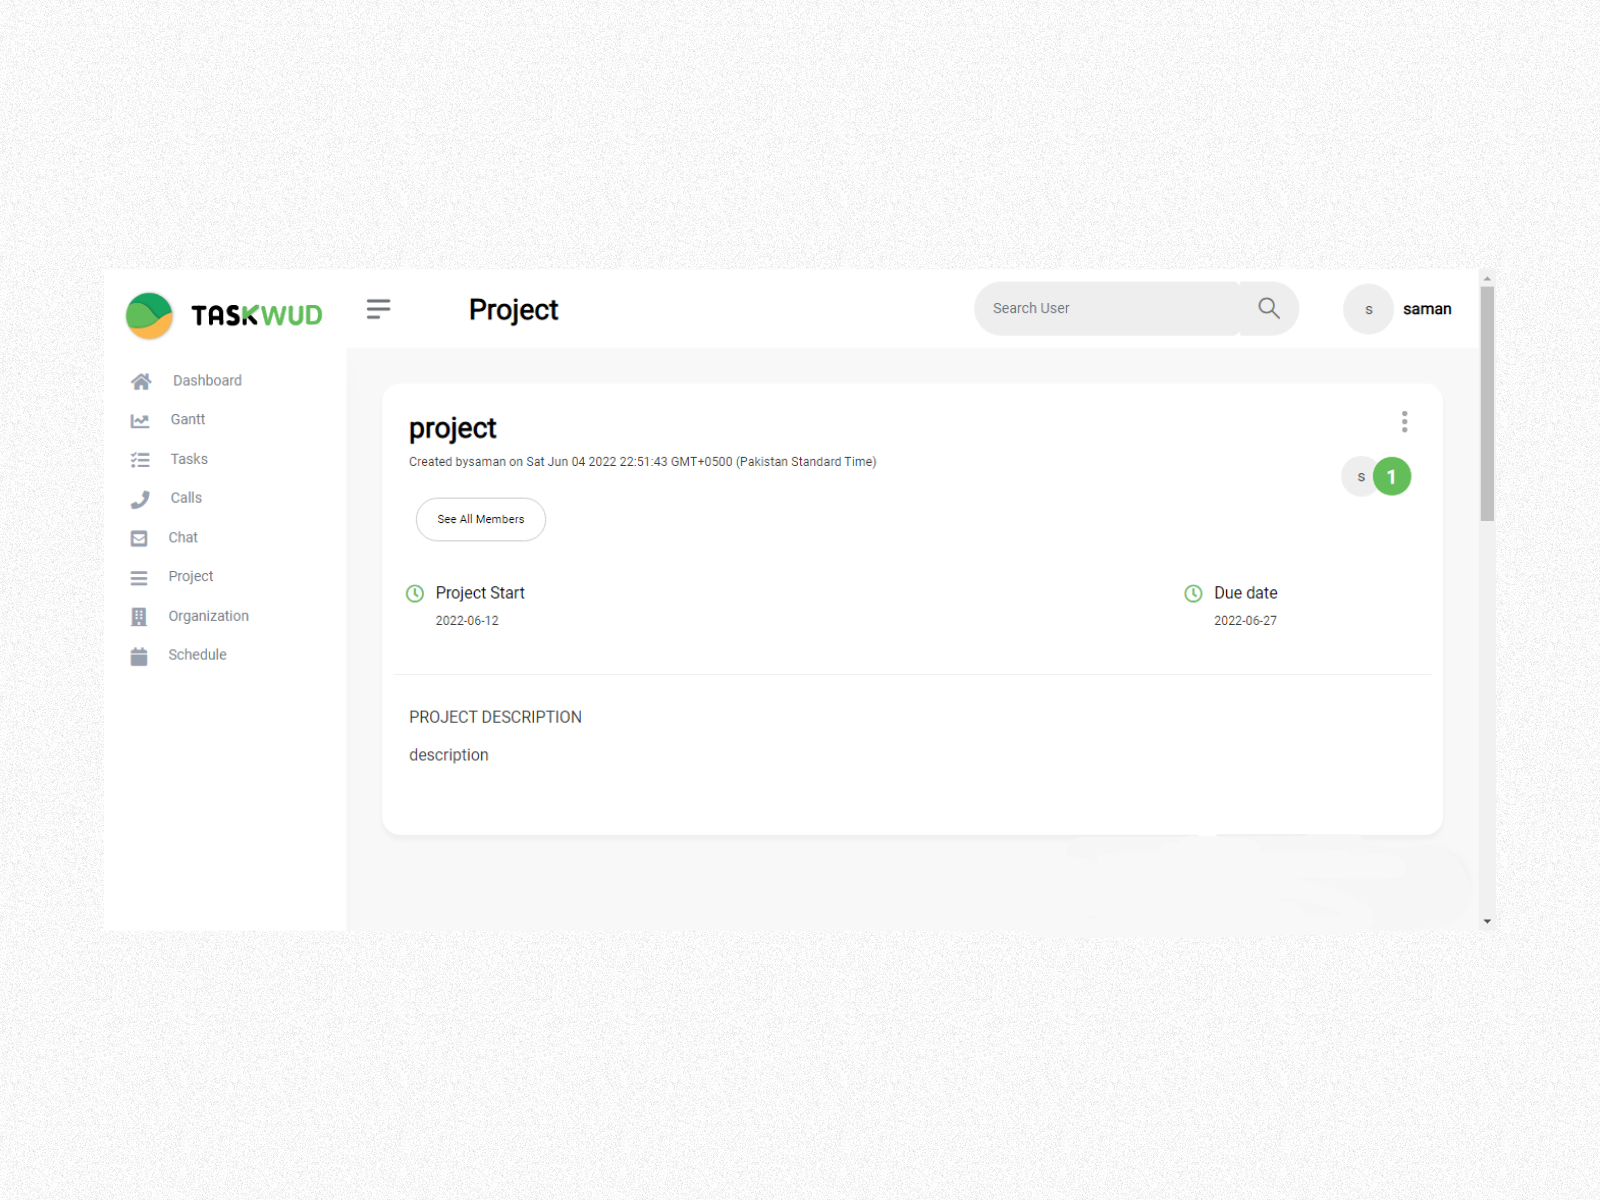 TASKWUD
Project
Search User
s
saman
Dashboard
Gantt
Tasks
Calls
Chat
Project
Organization
Schedule
project
Created bysaman on Sat Jun 04 2022 22:51:43 GMT+0500 (Pakistan Standard Time)
s
1
See All Members
Project Start
2022-06-12
Due date
2022-06-27
PROJECT DESCRIPTION
description